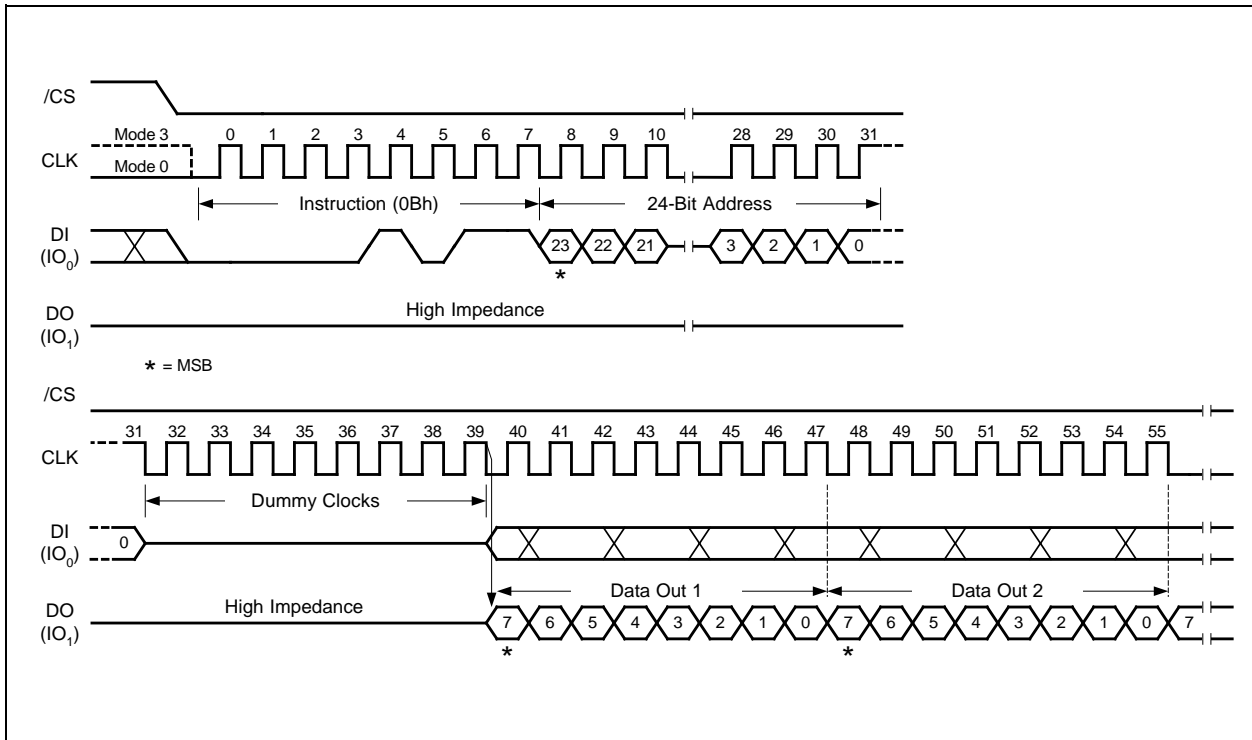 /CS
Mode 3 0 1 2 3 4 5 6 7 8 9 10 28 29 30 31
CLK
Mode 0
Instruction (0Bh) 24-Bit Address
DI
(IO0)
23 22 21 3 2 1 0
*
DO
(IO1)
High Impedance
* = MSB
/CS
31 32 33 34 35 36 37 38 39 40 41 42 43 44 45 46 47 48 49 50 51 52 53 54 55
CLK
Dummy Clocks
DI
(IO0)
0
Data Out 1 Data Out 2
DO
(IO1)
High Impedance
7 6 5 4 3 2 1 0 7 6 5 4 3 2 1 0 7
* *